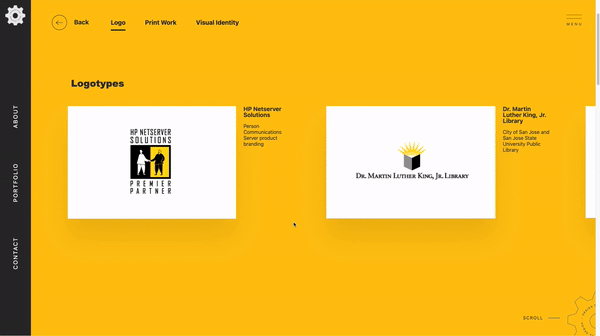 Back
Logo
Print Work
Visual Identity
MENU
ABOUT
PORTFOLIO
CONTACT
Logotypes
HP NETSERVER
SOLUTIONS
PREMIER
PARTNER
HP Netserver
Solutions
Person
Communications
Server product
branding
DR. MARTIN LUTHER KING, JR. LIBRARY
Dr. Martin
Luther King, Jr.
Library
City of San Jose and
San Jose State
University Public
Library
SCROLL